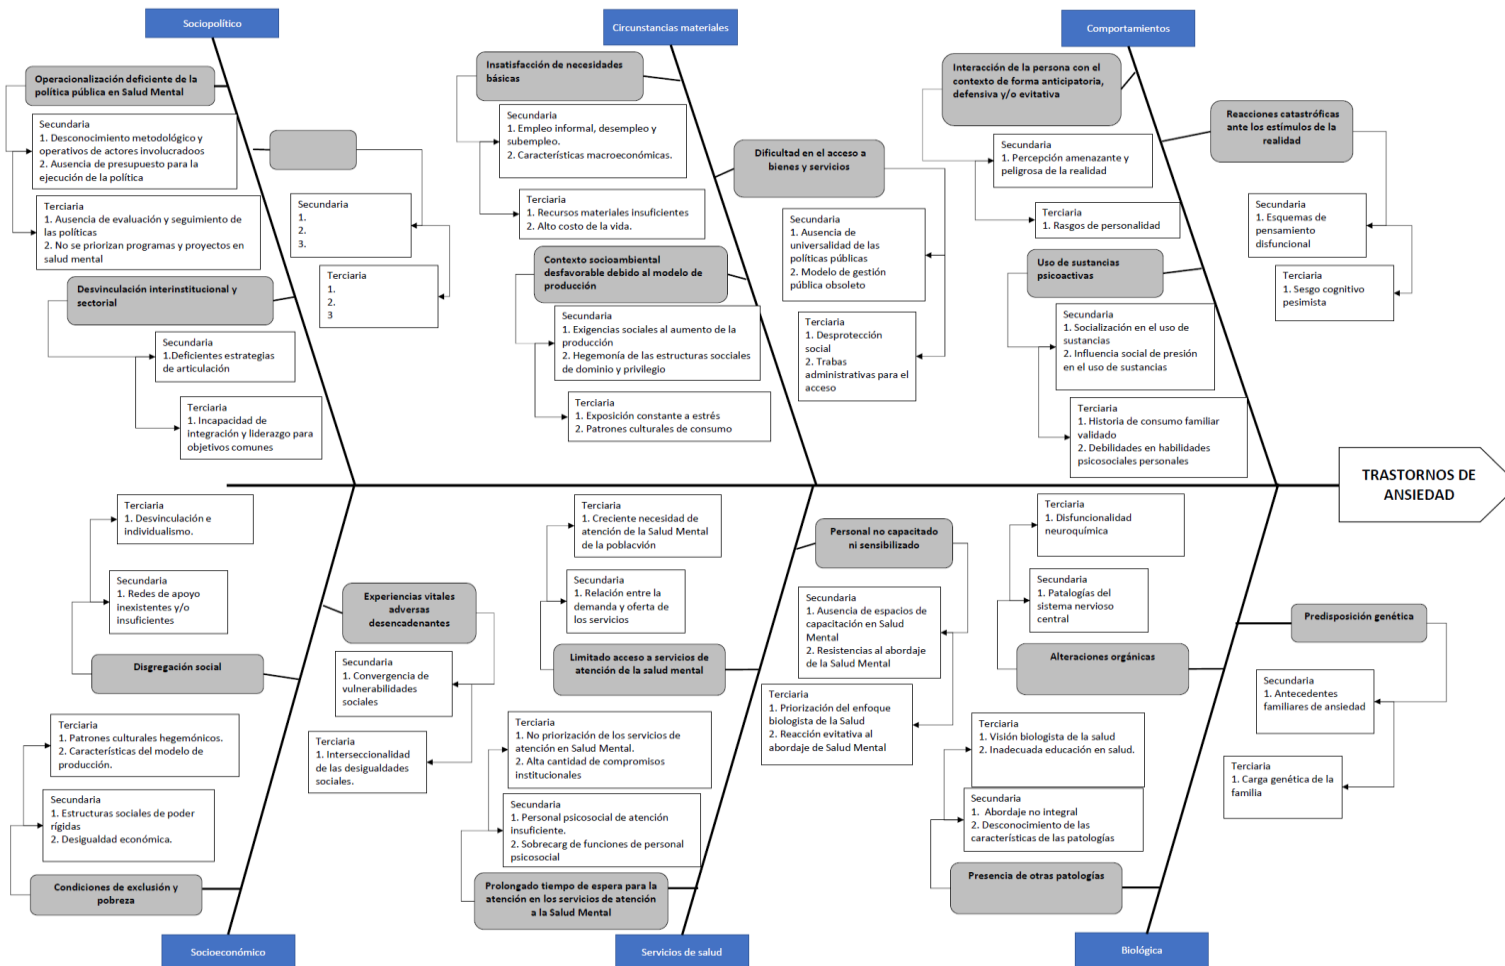 Sociopolítico
Operacionalización deficiente de la
política pública en Salud Mental
Secundaria
1. Desconocimiento metodológico y
operativos de actores involucradoos
2. Ausencia de presupuesto para la
ejecución de la política
Terciaria
1. Ausencia de evaluación y seguimiento de
las políticas
2. No se priorizan programas y proyectos en
salud mental
Secundaria
1.
2.
3.
Terciaria
1.
2.
3
Desvinculación interinstitucional y
sectorial
Secundaria
1.Deficientes estrategias
de articulación
Terciaria
1. Incapacidad de
integración y liderazgo para
objetivos comunes
Circunstancias materiales
Insatisfacción de necesidades
básicas
Secundaria
1. Empleo informal, desempleo y
subempleo.
2. Características macroeconómicas.
Terciaria
1. Recursos materiales insuficientes
2. Alto costo de la vida.
Dificultad en el acceso a
bienes y servicios
Secundaria
1. Ausencia de
universalidad de las
políticas públicas
2. Modelo de gestión
pública obsoleto
Terciaria
1. Desprotección
social
2. Trabas
administrativas para el
acceso
Contexto socioambiental
desfavorable debido al modelo de
producción
Secundaria
1. Exigencias sociales al aumento de la
producción
2. Hegemonía de las estructuras socciales
de dominio y privilegio
Terciaria
1. Exposición constante a estrés
2. Patrones culturales de consumo
Comportamientos
Interacción de la persona con el
contexto de forma anticipatoria,
defensiva y/o evitativa
Secundaria
1. Percepción amenazante y
peligrosa de la realidad
Terciaria
1. Rasgos de personalidad
Reacciones catastróficas
ante los estímulos de la
realidad
Secundaria
1. Esquemas de
pensamiento
disfuncional
Terciaria
1. Sesgo cognitivo
pesimista
Uso de sustancias
psicoactivas
Secundaria
1. Socialización en el uso de
sustancias
2. Influencia social de presión
en el uso de sustancias
Terciaria
1. Historia de consumo familiar
validado
2. Debilidades en habilidades
psicosociales personales
TRASTORNOS DE
ANSIEDAD
Terciaria
1. Desvinculación e
individualismo.
Secundaria
1. Redes de apoyo
inexistentes y/o
insuficientes
Disgregación social
Experiencias vitales
adversas
desencadenantes
Secundaria
1. Convergencia de
vulnerabilidades
sociales
Terciaria
1. Interseccionalidad
de las desigualdades
sociales.
Terciaria
1. Patrones culturales hegemónicos.
2. Características del modelo de
producción.
Secundaria
1. Estructuras sociales de poder
rígidas
2. Desigualdad económica.
Condiciones de exclusión y
pobreza
Socioeconómico
Terciaria
1. Creciente necesidad de
atención de la Salud Mental
de la poblacvión
Secundaria
1. Relación entre la
demanda y oferta de
los servicios
Limitado acceso a servicios de
atención de la salud mental
Personal no capacitado
ni sensibilizado
Secundaria
1. Ausencia de espacios de
capacitación en Salud
Mental
2. Resistencias al abordaje
de la Salud Mental
Terciaria
1. Priorización del enfoque
biologista de la Salud
2. Reacción evitativa al
abordaje de Salud Mental
Terciaria
1. No priorización de los servicios de
atención en Salud Mental.
2. Alta cantidad de compromisos
institucionales
Secundaria
1. Personal psicosocial de atención
insuficiente.
2. Sobrecarg de funciones de personal
psicosocial
Prolongado tiempo de espera para la
atención en los servicios de atención
a la Salud Mental
Servicios de salud
Terciaria
1. Disfuncionalidad
neuroquímica
Secundaria
1. Patalogías del
sistema nervioso
central
Alteraciones orgánicas
Predisposición genética
Secundaria
1. Antecedentes
familiares de ansiedad
Terciaria
1. Carga genética de la
familia
Terciaria
1. Visión biologista de la salud
2. Inadecuada educación en salud.
Secundaria
1. Abordaje no integral
2. Desconocimiento de las
características de las patologías
Presencia de otras patologías
Biológica